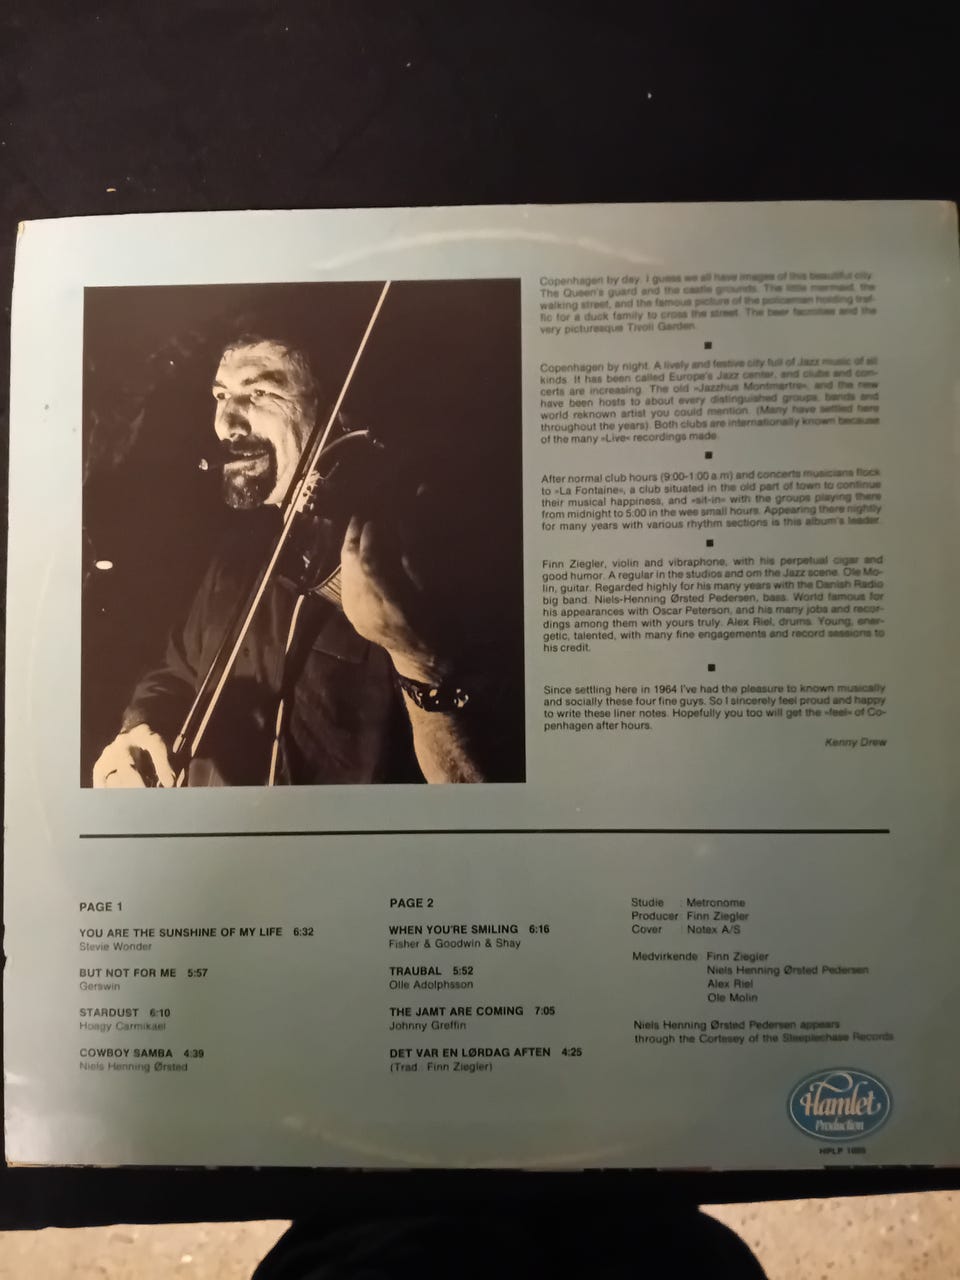 Copenhagen by day. I guess we all have images of this beautiful city.
The Queen's guard and the castle grounds. The little mermaid, the
walking street, and the famous picture of the policeman holding traf-
fic for a duck family to cross the street. The beer factories and the
very picturesque Tivoli Garden.
Copenhagen by night. A lively and festive city full of Jazz music of all
kinds. It has been called Europe's Jazz center, and clubs and con-
certs are increasing. The old »Jazzhus Montmartre«, and the new
have been hosts to about every distinguished groups, bands and
world reknown artist you could mention. (Many have settled here
throughout the years). Both clubs are internationally known because
of the many »Live« recordings made.
After normal club hours (9:00-1:00 a.m) and concerts musicians flock
to »La Fontaine«, a club situated in the old part of town to continue
their musical happiness, and »sit-in« with the groups playing there
from midnight to 5:00 in the wee small hours. Appearing there nightly
for many years with various rhythm sections is this album's leader.
Finn Ziegler, violin and vibraphone, with his perpetual cigar and
good humor. A regular in the studios and om the Jazz scene. Ole Mo-
lin, guitar. Regarded highly for his many years with the Danish Radio
big band. Niels-Henning Ørsted Pedersen, bass. World famous for
his appearances with Oscar Peterson, and his many jobs and recor-
dings among them with yours truly. Alex Riel, drums. Young, ener-
getic, talented, with many fine engagements and record sessions to
his credit.
Since settling here in 1964 I've had the pleasure to known musically
and socially these four fine guys. So I sincerely feel proud and happy
to write these liner notes. Hopefully you too will get the »feel« of Co-
penhagen after hours.
Kenny Drew
PAGE 1
YOU ARE THE SUNSHINE OF MY LIFE 6:32
Stevie Wonder
BUT NOT FOR ME 5:57
Gerswin
STARDUST 6:10
Hoagy Carmikael
COWBOY SAMBA 4:39
Niels Henning Ørsted
PAGE 2
WHEN YOU'RE SMILING 6:16
Fisher & Goodwin & Shay
TRAUBAL 5:52
Olle Adolphsson
THE JAMT ARE COMING 7:05
Johnny Greffin
DET VAR EN LØRDAG AFTEN 4:25
(Trad.: Finn Ziegler)
Studie : Metronome
Producer: Finn Ziegler
Cover : Notex A/S
Medvirkende: Finn Ziegler
Niels Henning Ørsted Pedersen
Alex Riel
Ole Molin
Niels Henning Ørsted Pedersen appears
through the Cortesey of the Steeplechase Records
Hamlet
Production
HPLP